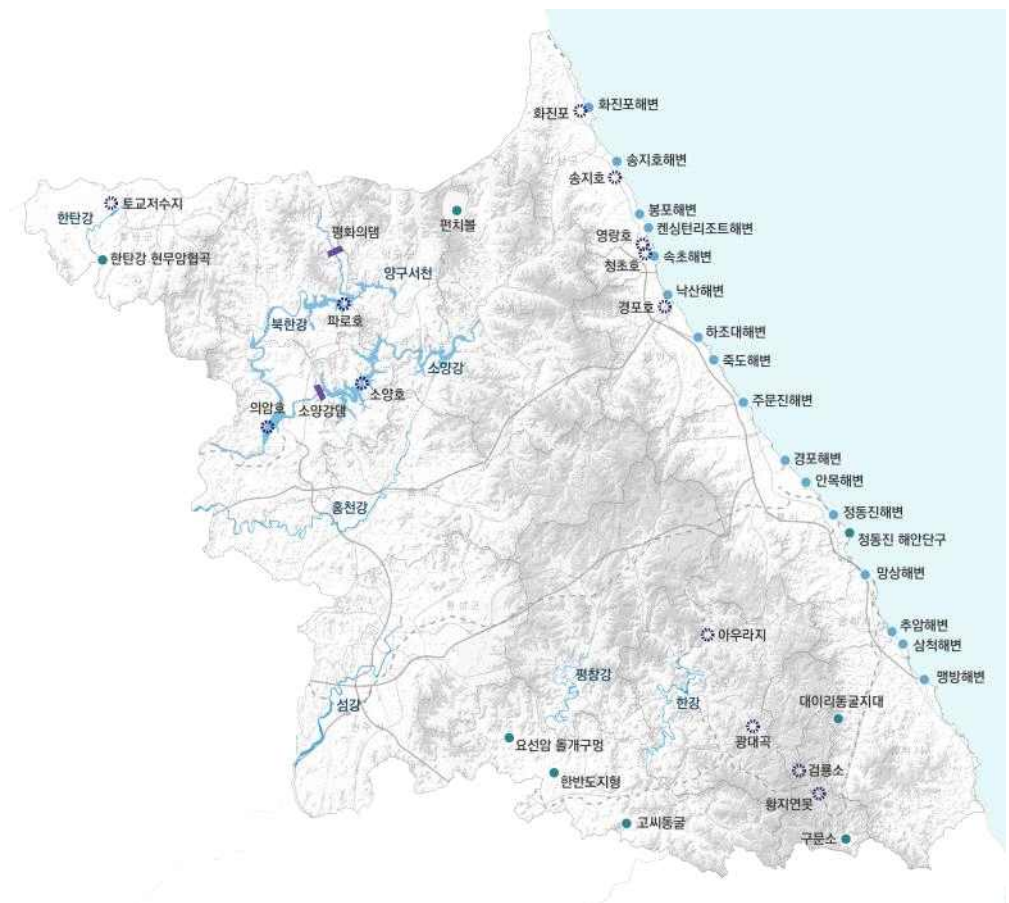 화진포해변
화진포
송지호해변
송지호
토교저수지
한탄강
봉포해변
펀치볼
켄싱턴리조트해변
평화의댐
영랑호
한탄강 현무암협곡
속초해변
청초호
양구서천
낙산해변
경포호
파로호
북한강
하조대해변
죽도해변
소양강
소양호
주문진해변
의암호
소양강댐
경포해변
안목해변
홍천강
정동진해변
정동진 해안단구
망상해변
추암해변
아우라지
삼척해변
평창강
맹방해변
한강
섬강
대이리동굴지대
광대곡
요선암 돌개구멍
검룡소
한반도지형
황지연못
고씨동굴
구문소